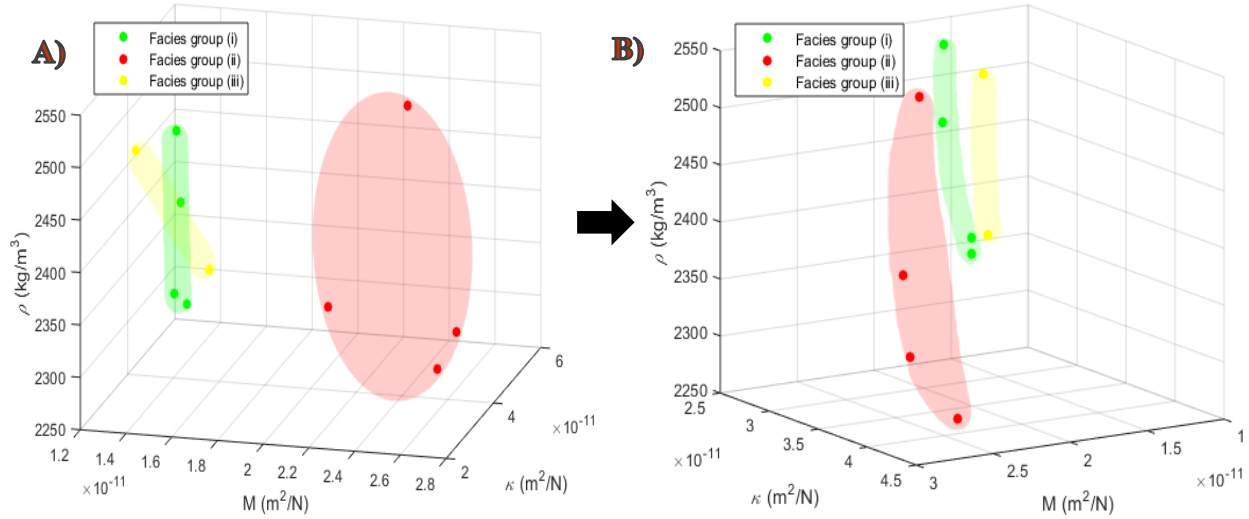 A)
Facies group (i)
Facies group (ii)
Facies group (iii)
2550
2500
2450
2400
2350
2300
2250
ρ (kg/m³)
1.2
1.4
1.6
1.8
2
2.2
2.4
2.6
2.8
×10⁻¹¹
M (m²/N)
2
4
6
×10⁻¹¹
κ (m²/N)
B)
Facies group (i)
Facies group (ii)
Facies group (iii)
2550
2500
2450
2400
2350
2300
2250
ρ (kg/m³)
2.5
3
3.5
4
4.5
×10⁻¹¹
κ (m²/N)
3
2.5
2
1.5
1
×10⁻¹¹
M (m²/N)